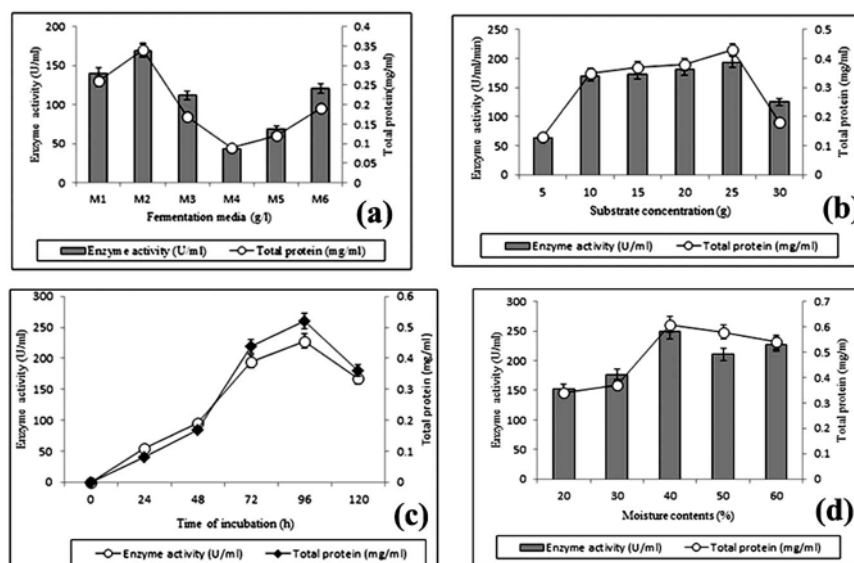 200
150
100
50
0
Enzyme activity (U/ml)
0.4
0.35
0.3
0.25
0.2
0.15
0.1
0.05
0
Total protein(mg/ml)
M1 M2 M3 M4 M5 M6
Fermentation media (g/l)
(a)
Enzyme activity (U/ml) Total protein (mg/ml)
250
200
150
100
50
0
Enzyme activity (U/ml/min)
0.5
0.4
0.3
0.2
0.1
0
Total protein (mg/ml)
5 10 15 20 25 30
Substrate concentration (g)
(b)
Enzyme activity (U/ml) Total protein (mg/ml)
300
250
200
150
100
50
0
Enzyme activity (U/ml)
0.6
0.5
0.4
0.3
0.2
0.1
0
Total protein (mg/ml)
0 24 48 72 96 120
Time of incubation (h)
(c)
Enzyme activity (U/ml) Total protein (mg/ml)
300
250
200
150
100
50
0
Enzyme activity (U/ml)
0.7
0.6
0.5
0.4
0.3
0.2
0.1
0
Total protein (mg/ml)
20 30 40 50 60
Moisture contents (%)
(d)
Enzyme activity (U/ml) Total protein (mg/ml)